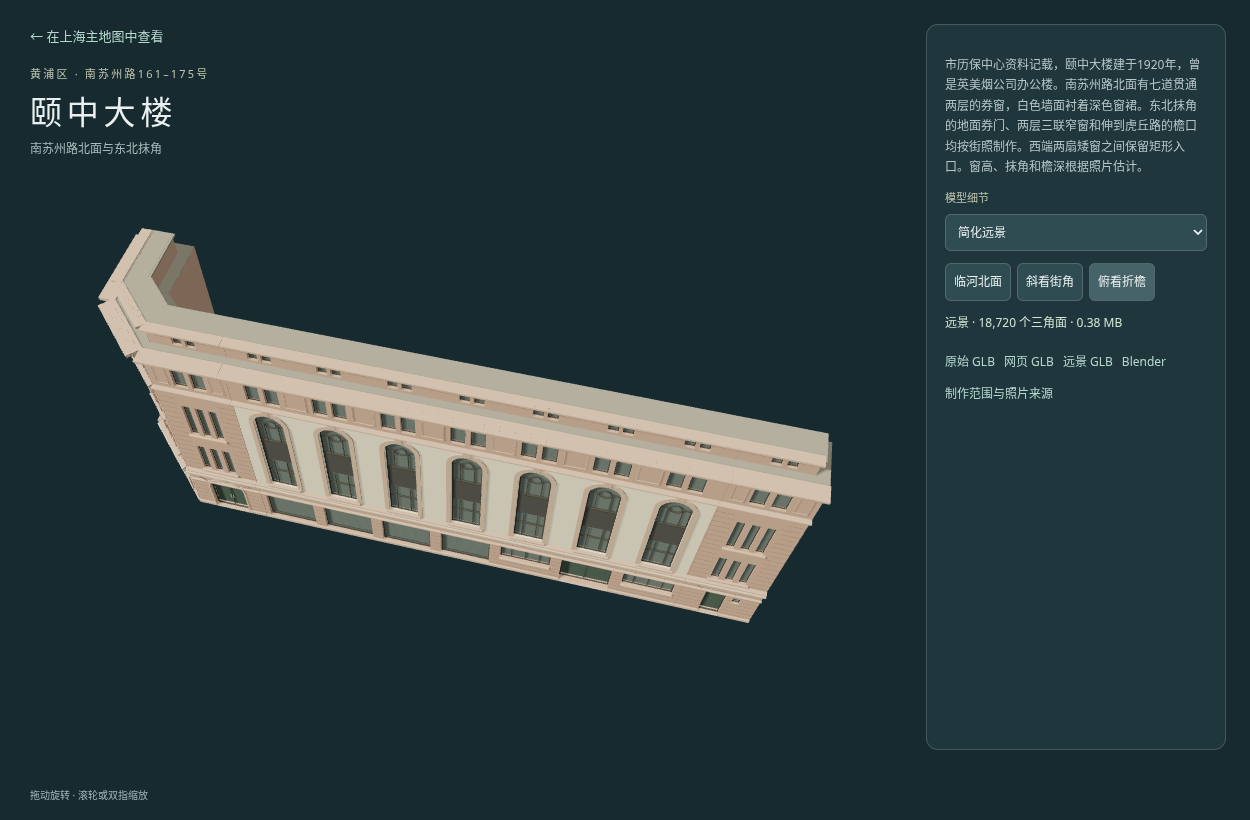 ← 在上海主地图中查看
黄浦区 · 南苏州路161–175号
颐中大楼
南苏州路北面与东北抹角
市历保中心资料记载，颐中大楼建于1920年，曾
是英美烟公司办公楼。南苏州路北面有七道贯通
两层的券窗，白色墙面衬着深色窗裙。东北抹角
的地面券门、两层三联窄窗和伸到虎丘路的檐口
均按街照制作。西端两扇矮窗之间保留矩形入
口。窗高、抹角和檐深根据照片估计。
模型细节
简化远景
临河北面 斜看街角 俯看折檐
远景 · 18,720 个三角面 · 0.38 MB
原始 GLB 网页 GLB 远景 GLB Blender
制作范围与照片来源
拖动旋转 · 滚轮或双指缩放